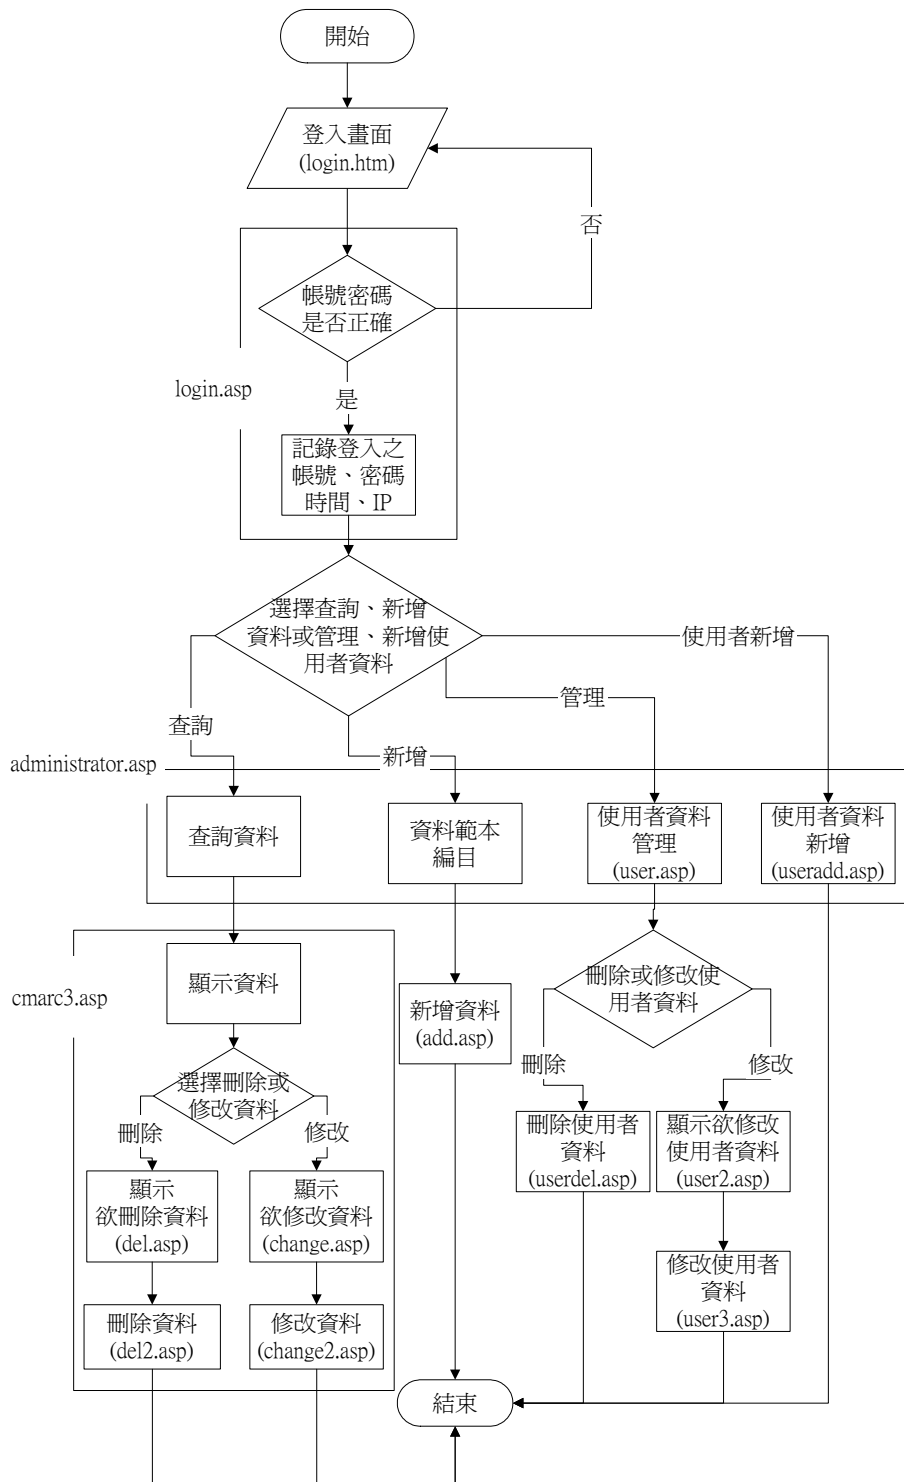 開始
登入畫面
(login.htm)
否
帳號密碼
是否正確
login.asp
是
記錄登入之
帳號、密碼
時間、IP
選擇查詢、新增
資料或管理、新增使
用者資料
使用者新增
管理
查詢
新增
administrator.asp
查詢資料
資料範本
編目
使用者資料
管理
(user.asp)
使用者資料
新增
(useradd.asp)
cmarc3.asp
顯示資料
新增資料
(add.asp)
刪除或修改使
用者資料
刪除
修改
選擇刪除或
修改資料
刪除
修改
刪除使用者
資料
(userdel.asp)
顯示欲修改
使用者資料
(user2.asp)
顯示
欲刪除資料
(del.asp)
顯示
欲修改資料
(change.asp)
修改使用者
資料
(user3.asp)
刪除資料
(del2.asp)
修改資料
(change2.asp)
結束